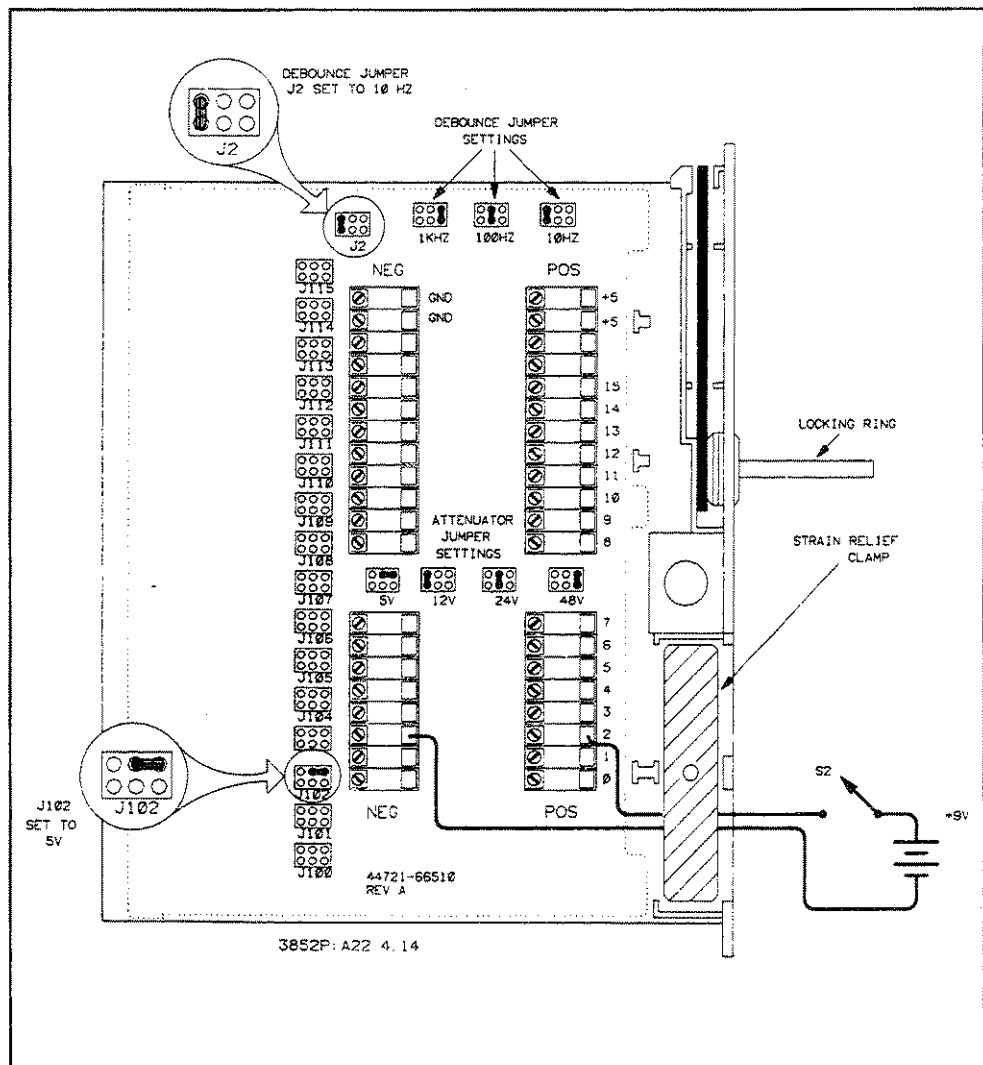 DEBOUNCE JUMPER
J2 SET TO 10 HZ
J2
DEBOUNCE JUMPER
SETTINGS
J2
1KHZ
100HZ
10HZ
NEG
POS
J115
J114
J113
J112
J111
J110
J109
J108
J107
J106
J105
J104
J102
J101
J100
GND
GND
+5
+5
15
14
13
12
11
10
9
8
ATTENUATOR
JUMPER
SETTINGS
5V
12V
24V
48V
7
6
5
4
3
2
1
0
NEG
POS
LOCKING RING
STRAIN RELIEF
CLAMP
J102
J102
SET TO
5V
S2
+9V
44721-66510
REV A
3852P:A22 4.14